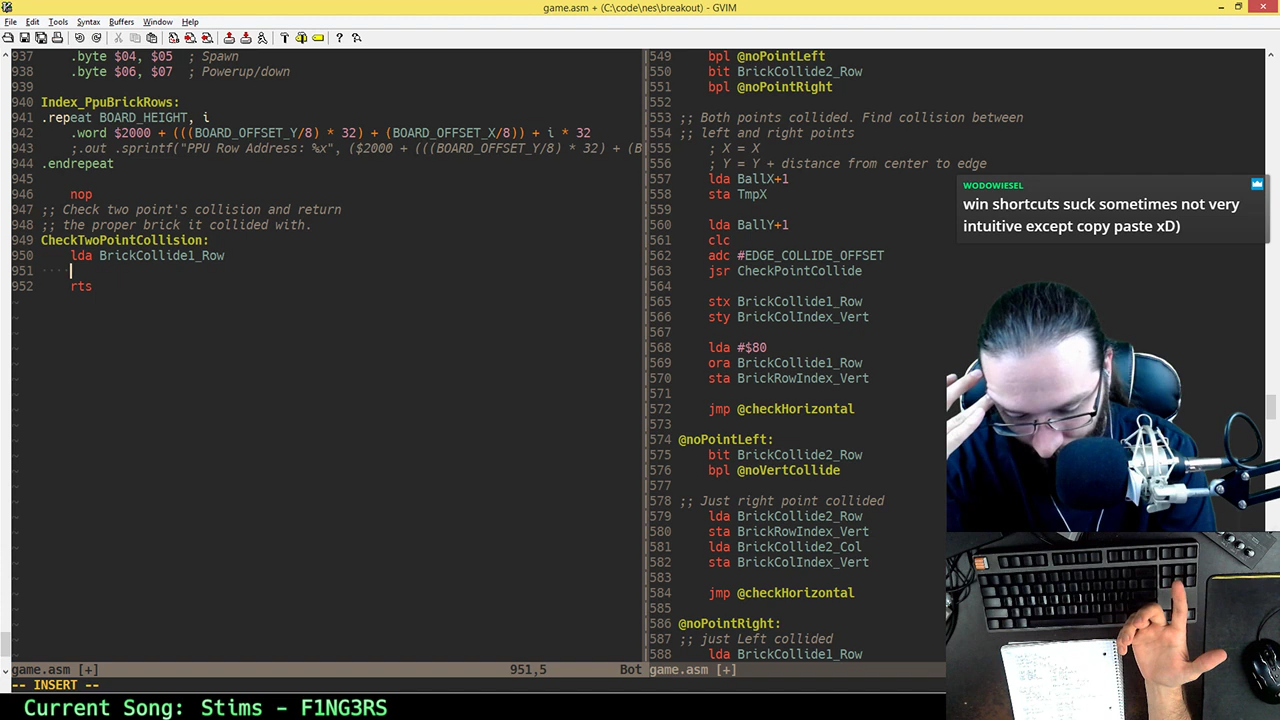 game.asm + (C:\code\nes\breakout) - GVIM
File Edit Tools Syntax Buffers Window Help
937 .byte $04, $05 ; Spawn
938 .byte $06, $07 ; Powerup/down
939
940 Index_PpuBrickRows:
941 .repeat BOARD_HEIGHT, i
942 .word $2000 + (((BOARD_OFFSET_Y/8) * 32) + (BOARD_OFFSET_X/8)) + i * 32
943 ;.out .sprintf("PPU Row Address: %x", ($2000 + (((BOARD_OFFSET_Y/8) * 32) + (B
944 .endrepeat
945
946 nop
947 ;; Check two point's collision and return
948 ;; the proper brick it collided with.
949 CheckTwoPointCollision:
950 lda BrickCollide1_Row
951
952 rts
game.asm [+] 951,5 Bot
-- INSERT --
549 bpl @noPointLeft
550 bit BrickCollide2_Row
551 bpl @noPointRight
552
553 ;; Both points collided. Find collision between
554 ;; left and right points
555 ; X = X
556 ; Y = Y + distance from center to edge
557 lda BallX+1
558 sta TmpX
559
560 lda BallY+1
561 clc
562 adc #EDGE_COLLIDE_OFFSET
563 jsr CheckPointCollide
564
565 stx BrickCollide1_Row
566 sty BrickColIndex_Vert
567
568 lda #$80
569 ora BrickCollide1_Row
570 sta BrickRowIndex_Vert
571
572 jmp @checkHorizontal
573
574 @noPointLeft:
575 bit BrickCollide2_Row
576 bpl @noVertCollide
577
578 ;; Just right point collided
579 lda BrickCollide2_Row
580 sta BrickRowIndex_Vert
581 lda BrickCollide2_Col
582 sta BrickColIndex_Vert
583
584 jmp @checkHorizontal
585
586 @noPointRight:
587 ;; just Left collided
588 lda BrickCollide1_Row
game.asm [+]
WODOWIESEL
win shortcuts suck sometimes not very
intuitive except copy paste xD)
Current Song: Stims - F1NG3RS